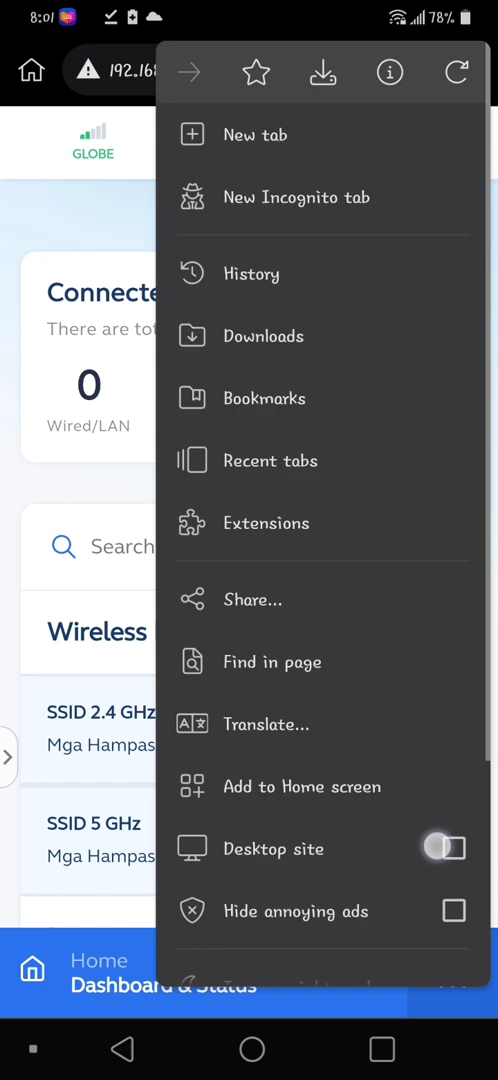 8:01
78%
192.168
GLOBE
New tab
New Incognito tab
Connecte
There are tot
History
0
Downloads
Wired/LAN
Bookmarks
Recent tabs
Extensions
Search
Share...
Wireless
Find in page
SSID 2.4 GHz
Translate...
Mga Hampas
Add to Home screen
SSID 5 GHz
Desktop site
Mga Hampas
Hide annoying ads
Home
Dashboard & Status